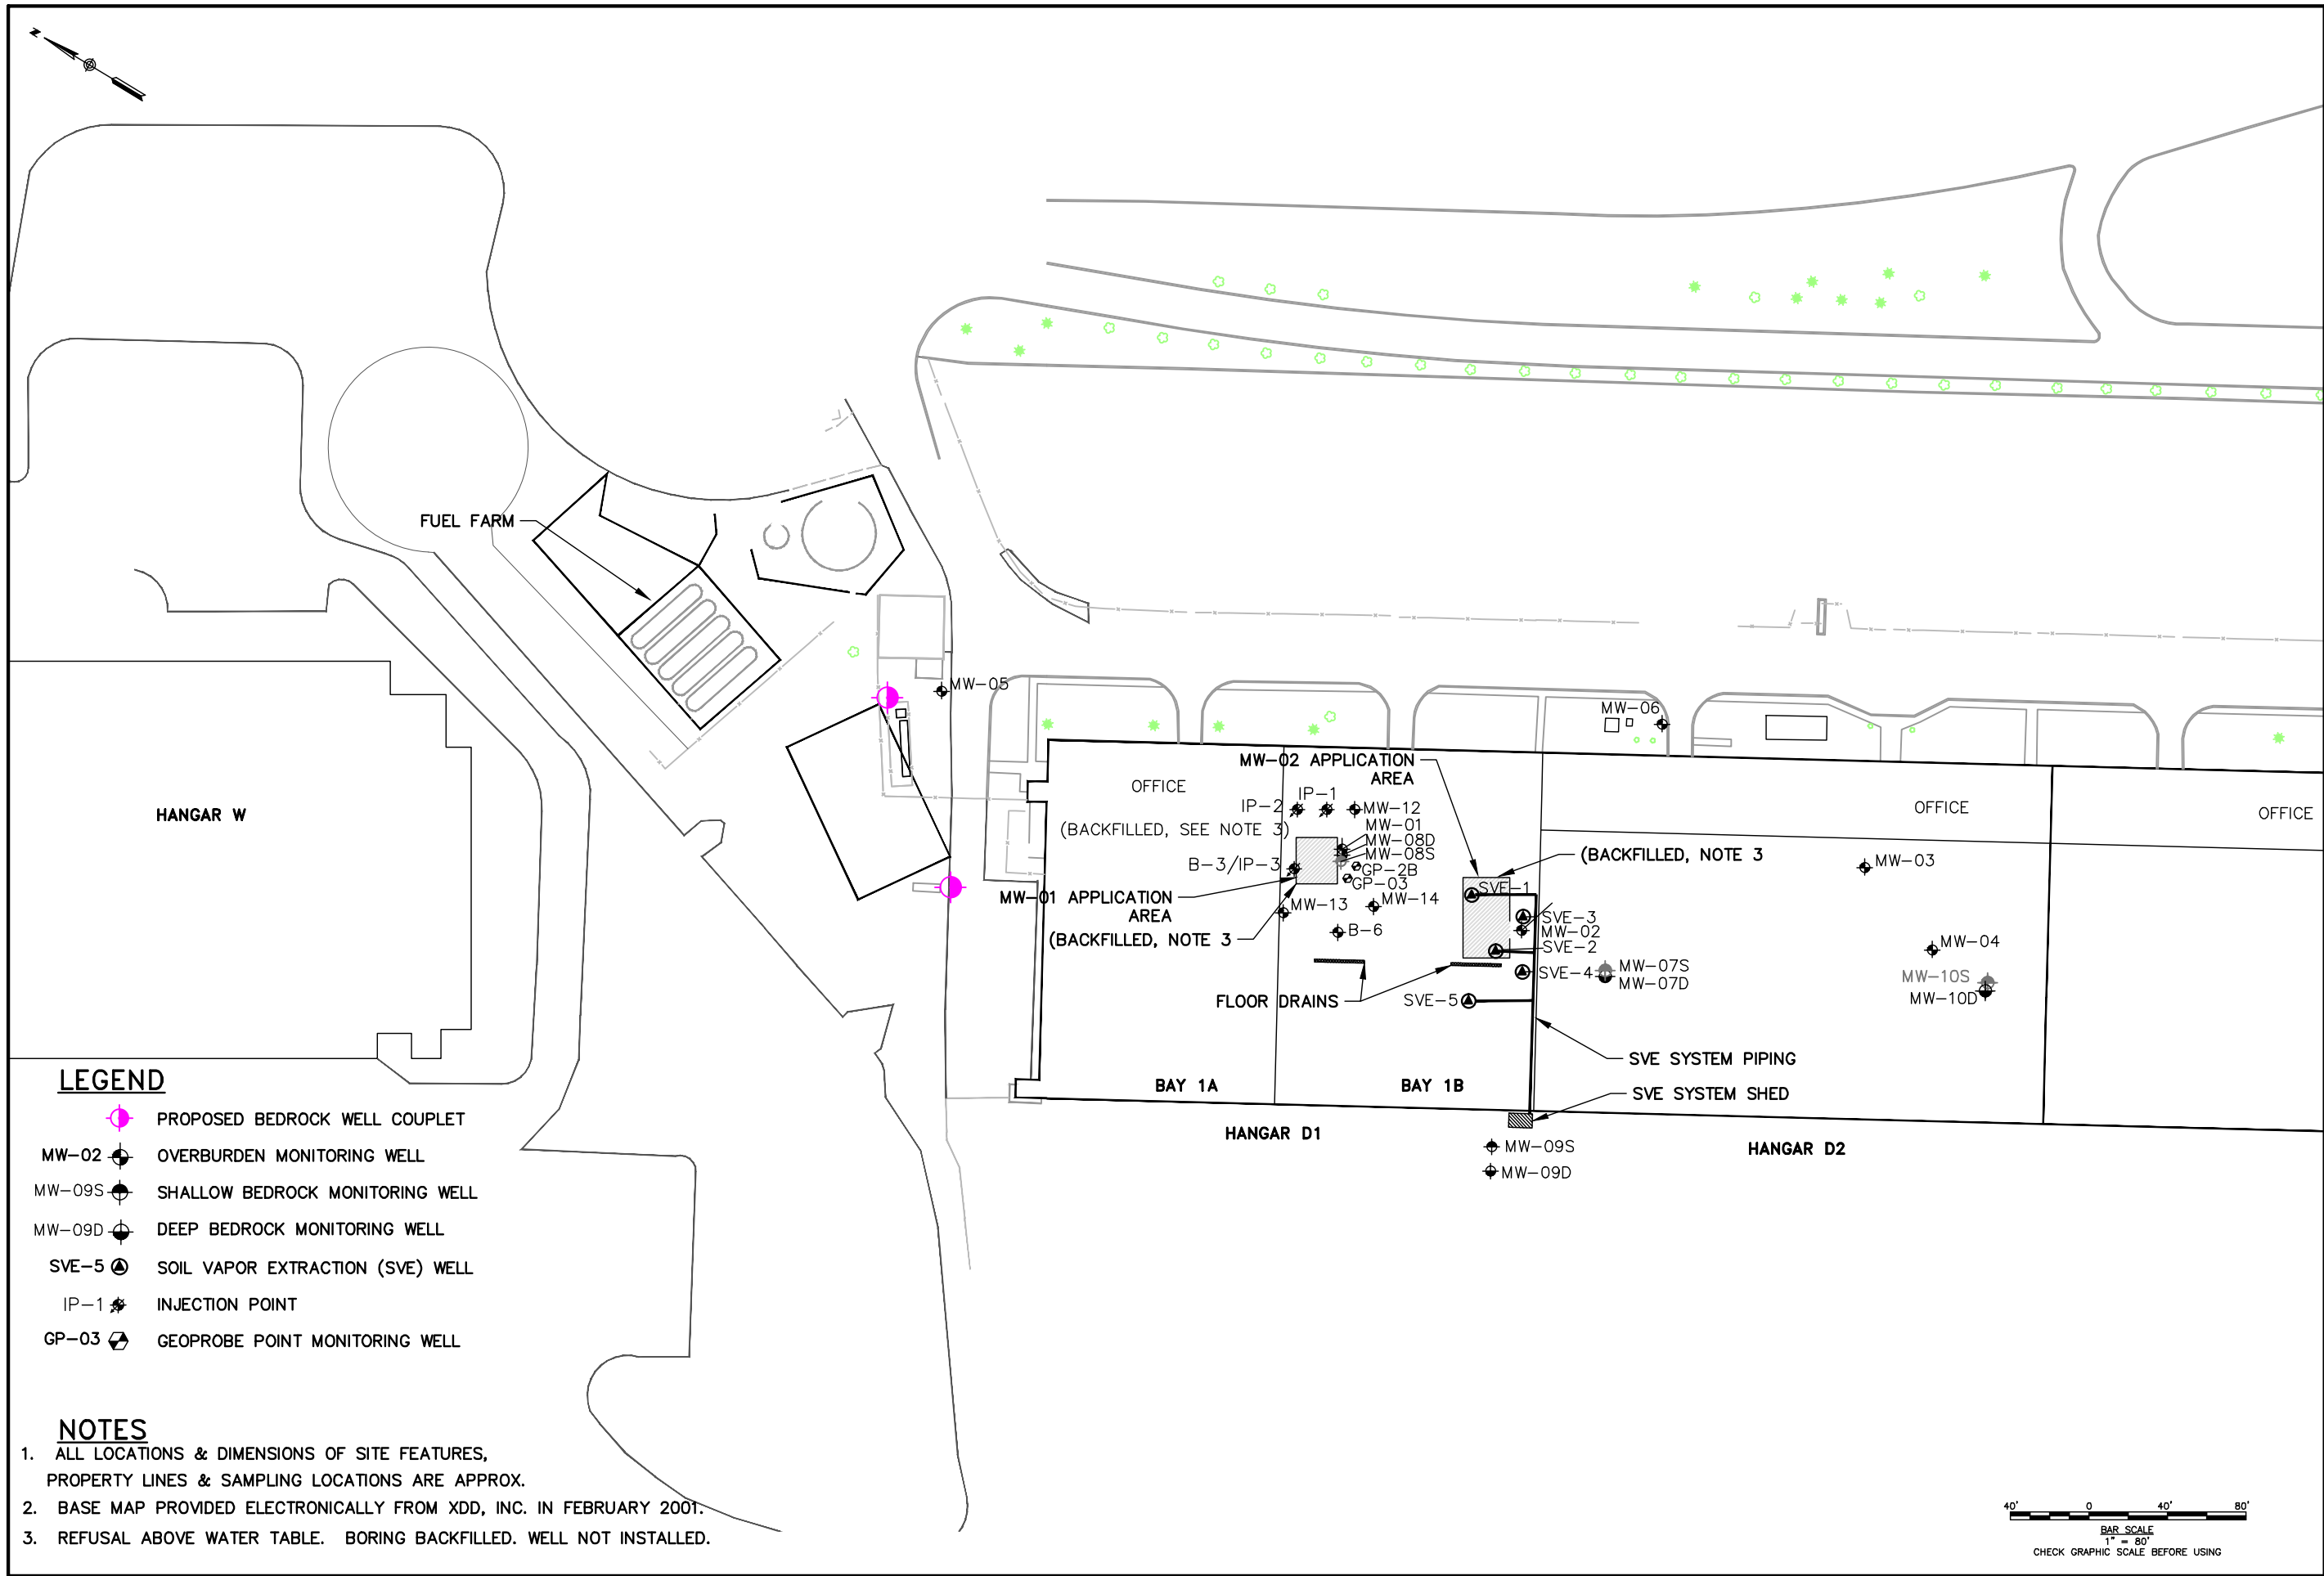 N
FUEL FARM
MW-05
MW-06
HANGAR W
OFFICE
MW-02 APPLICATION
AREA
OFFICE
OFFICE
IP-2
IP-1
MW-12
(BACKFILLED, SEE NOTE 3)
MW-01
MW-08D
MW-08S
B-3/IP-3
GP-2B
GP-03
(BACKFILLED, NOTE 3
MW-03
MW-01 APPLICATION
AREA
MW-13
MW-14
SVE-1
SVE-3
MW-02
SVE-2
(BACKFILLED, NOTE 3
B-6
MW-04
SVE-4
MW-07S
MW-07D
MW-10S
MW-10D
FLOOR DRAINS
SVE-5
SVE SYSTEM PIPING
BAY 1A
BAY 1B
SVE SYSTEM SHED
HANGAR D1
HANGAR D2
MW-09S
MW-09D
LEGEND
PROPOSED BEDROCK WELL COUPLET
MW-02 OVERBURDEN MONITORING WELL
MW-09S SHALLOW BEDROCK MONITORING WELL
MW-09D DEEP BEDROCK MONITORING WELL
SVE-5 SOIL VAPOR EXTRACTION (SVE) WELL
IP-1 INJECTION POINT
GP-03 GEOPROBE POINT MONITORING WELL
NOTES
1. ALL LOCATIONS & DIMENSIONS OF SITE FEATURES,
PROPERTY LINES & SAMPLING LOCATIONS ARE APPROX.
2. BASE MAP PROVIDED ELECTRONICALLY FROM XDD, INC. IN FEBRUARY 2001.
3. REFUSAL ABOVE WATER TABLE. BORING BACKFILLED. WELL NOT INSTALLED.
40' 0 40' 80'
BAR SCALE
1" = 80'
CHECK GRAPHIC SCALE BEFORE USING